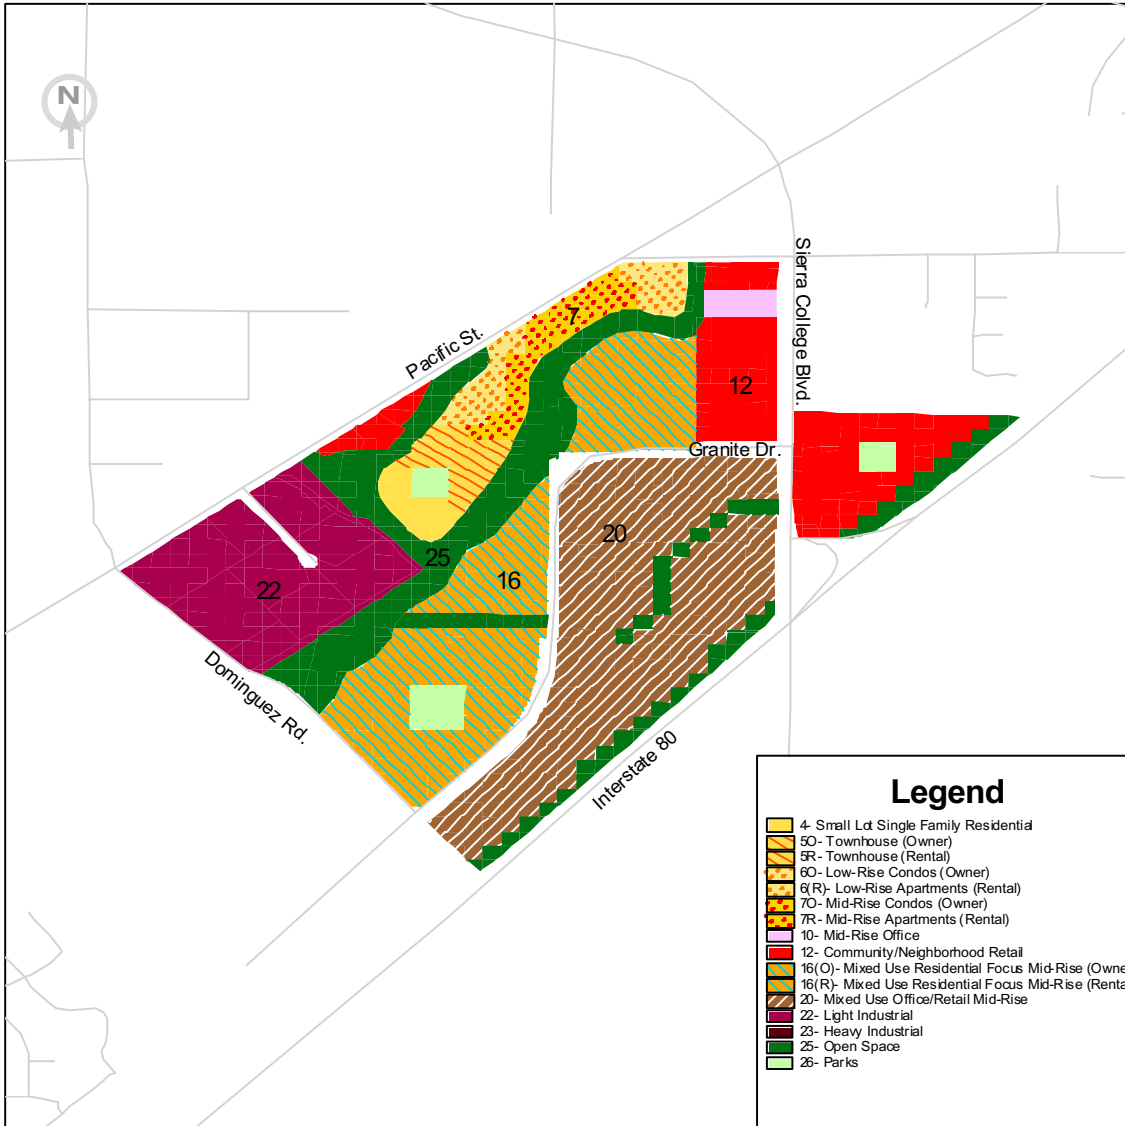 N
Sierra College Blvd.
7
Pacific St.
12
Granite Dr.
20
25
16
22
Dominguez Rd.
Interstate 80
Legend
4- Small Lot Single Family Residential
5O- Townhouse (Owner)
5R- Townhouse (Rental)
6O- Low-Rise Condos (Owner)
6(R)- Low-Rise Apartments (Rental)
7O- Mid-Rise Condos (Owner)
7R- Mid-Rise Apartments (Rental)
10- Mid-Rise Office
12- Community/Neighborhood Retail
16(O)- Mixed Use Residential Focus Mid-Rise (Owne
16(R)- Mixed Use Residential Focus Mid-Rise (Renta
20- Mixed Use Office/Retail Mid-Rise
22- Light Industrial
23- Heavy Industrial
25- Open Space
26- Parks